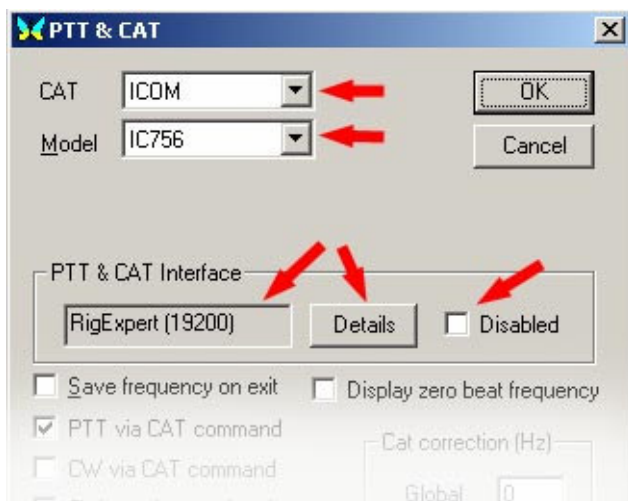 PTT & CAT
CAT ICOM OK
Model IC756 Cancel
PTT & CAT Interface
RigExpert (19200) Details Disabled
Save frequency on exit Display zero beat frequency
PTT via CAT command
Cat correction (Hz)
CW via CAT command
Global 0